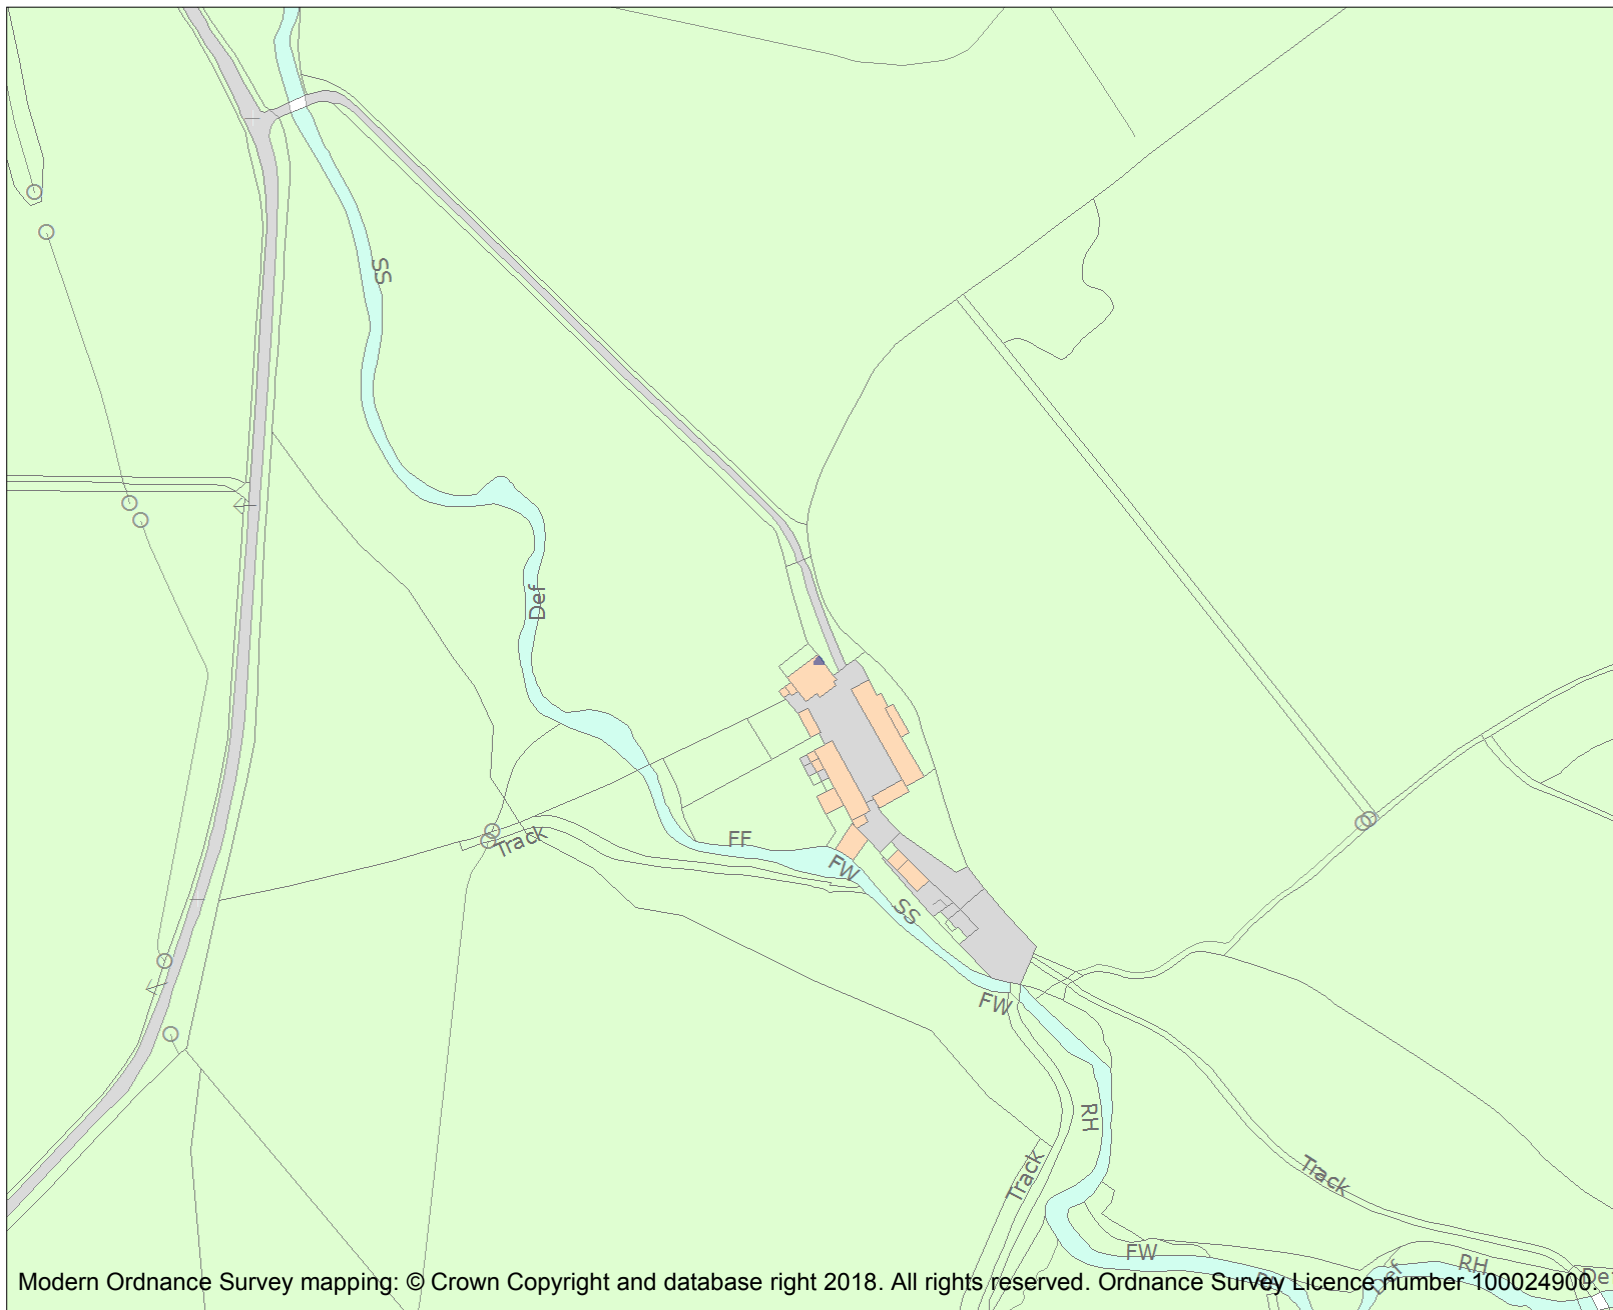 SS
Def
Track
FF
FW
SS
FW
RH
Track
Track
FW
RH
Modern Ordnance Survey mapping: © Crown Copyright and database right 2018. All rights reserved. Ordnance Survey Licence number 100024900.